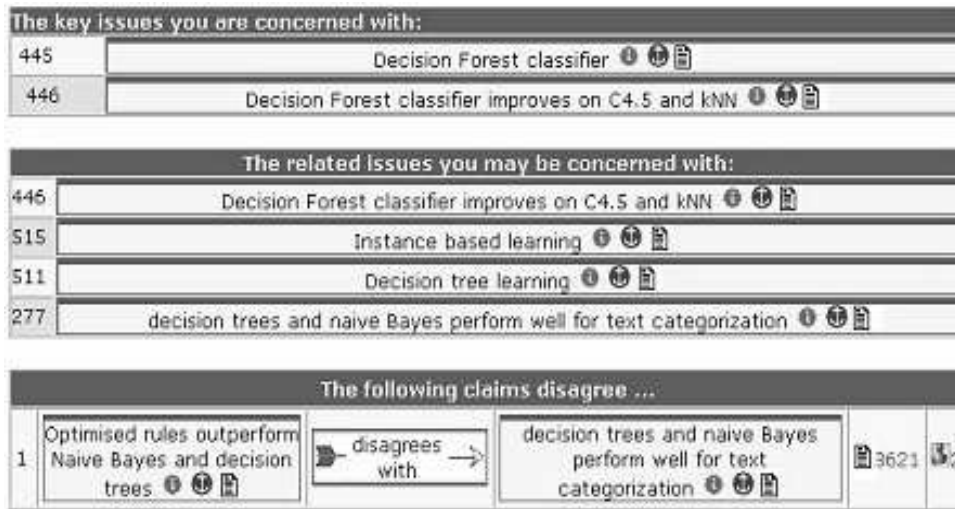 The key issues you are concerned with:
445 Decision Forest classifier
446 Decision Forest classifier improves on C4.5 and kNN
The related issues you may be concerned with:
446 Decision Forest classifier improves on C4.5 and kNN
515 Instance based learning
511 Decision tree learning
277 decision trees and naive Bayes perform well for text categorization
The following claims disagree ...
1
Optimised rules outperform
Naive Bayes and decision
trees
disagrees
with
decision trees and naive Bayes
perform well for text
categorization
3621